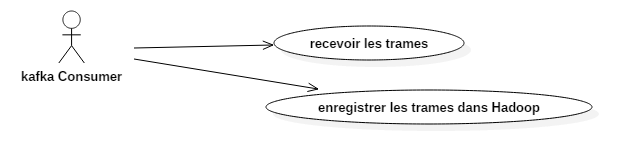 recevoir les trames
kafka Consumer
enregistrer les trames dans Hadoop